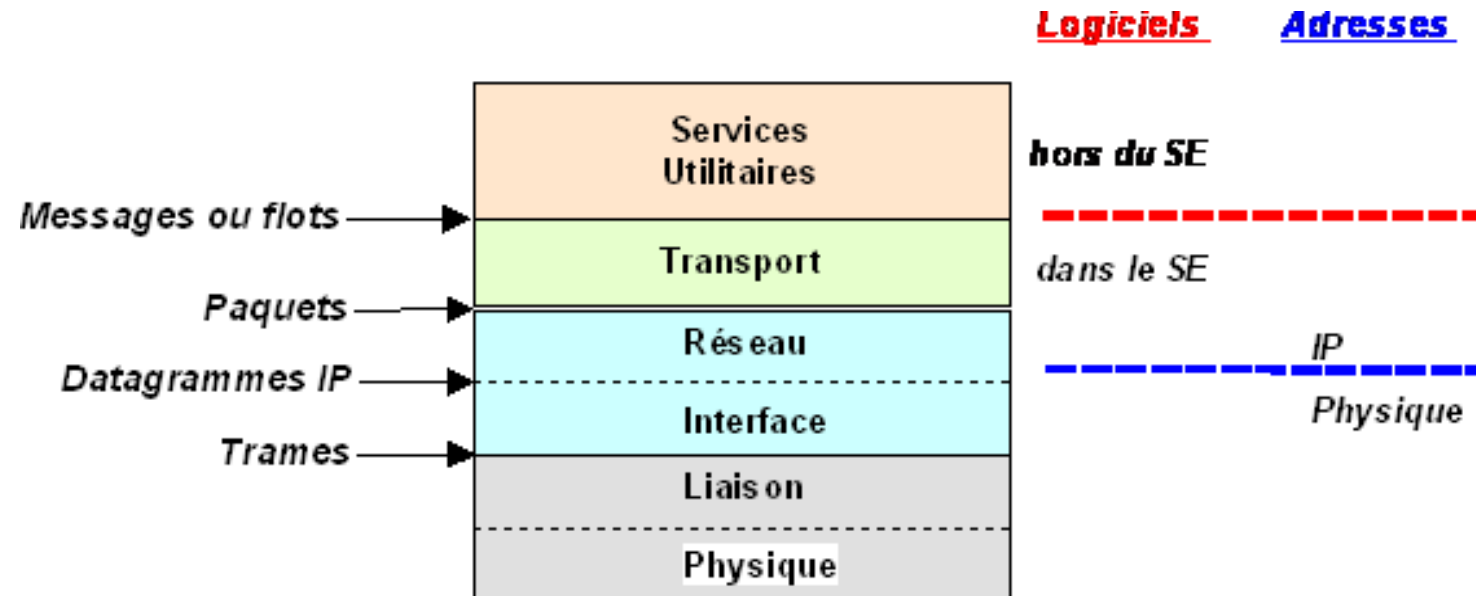 Logiciels Adresses
Services
Utilitaires
hors du SE
Messages ou flots
Transport
dans le SE
Paquets
Réseau
IP
Datagrammes IP
Interface
Physique
Trames
Liaison
Physique